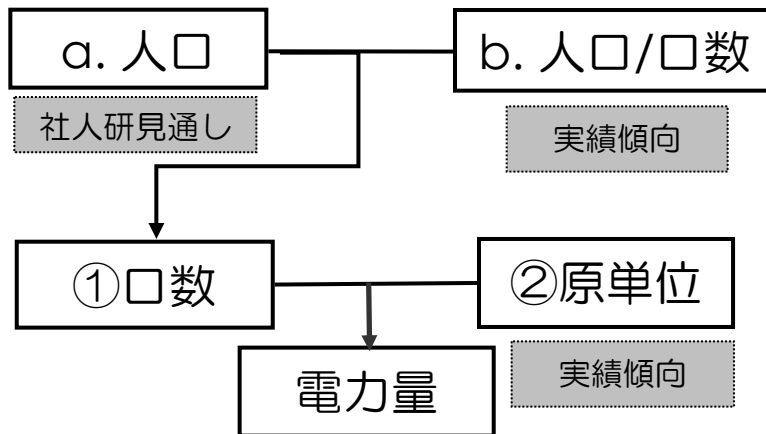 a. 人口
b. 人口/口数
社人研見通し
実績傾向
①口数
②原単位
実績傾向
電力量